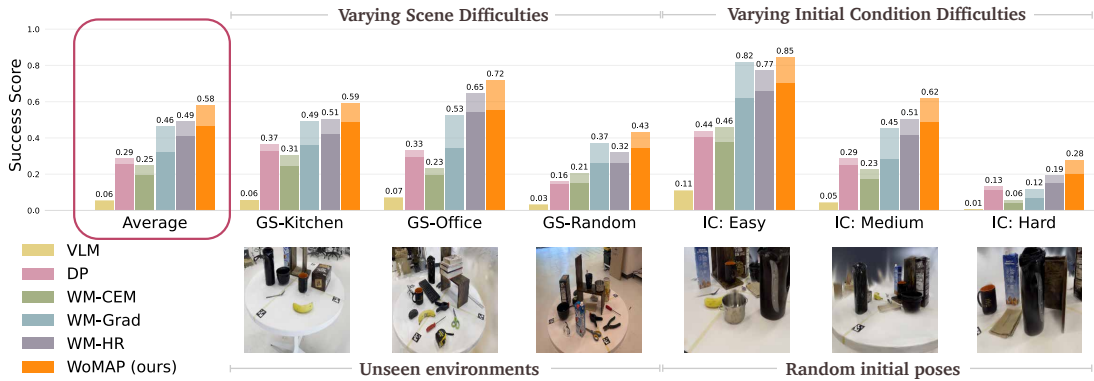 Varying Scene Difficulties
Varying Initial Condition Difficulties
Success Score
1.0
0.8
0.6
0.4
0.2
0.0
0.06
0.29
0.25
0.46
0.49
0.58
0.06
0.37
0.31
0.49
0.51
0.59
0.07
0.33
0.23
0.53
0.65
0.72
0.03
0.16
0.21
0.37
0.32
0.43
0.11
0.44
0.46
0.82
0.77
0.85
0.05
0.29
0.23
0.45
0.51
0.62
0.01
0.13
0.06
0.12
0.19
0.28
Average
GS-Kitchen
GS-Office
GS-Random
IC: Easy
IC: Medium
IC: Hard
VLM
DP
WM-CEM
WM-Grad
WM-HR
WoMAP (ours)
Unseen environments
Random initial poses